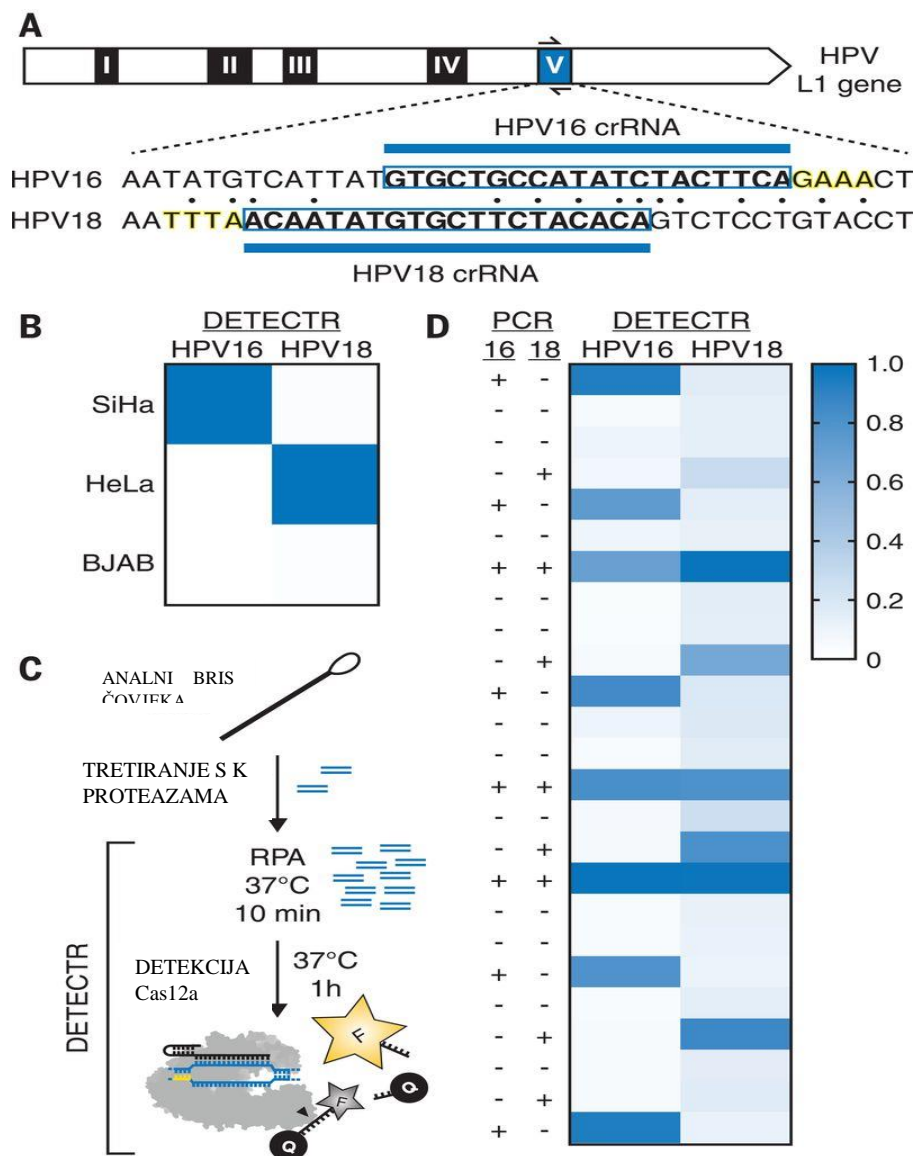 A
I II III IV V
HPV
L1 gene
HPV16 crRNA
HPV16 AATATGTCATTATGTGCTGCCATATCTACTTCAGAAACT
HPV18 AATTTAACAATATGTGCTTCTACACAGTCTCCTGTACCT
HPV18 crRNA
B
DETECTR
HPV16 HPV18
SiHa
HeLa
BJAB
C
ANALNI BRIS
ČOVJEKA
TRETIRANJE S K
PROTEAZAMA
RPA
37°C
10 min
DETEKCIJA
Cas12a
37°C
1h
DETECTR
F
F
Q
Q
D
PCR DETECTR
16 18 HPV16 HPV18
+ -
- -
- -
- +
+ -
- -
+ +
- -
- -
- +
+ -
- -
- -
+ +
- -
- +
+ +
- -
- -
+ -
- -
- +
- -
- +
+ -
1.0
0.8
0.6
0.4
0.2
0